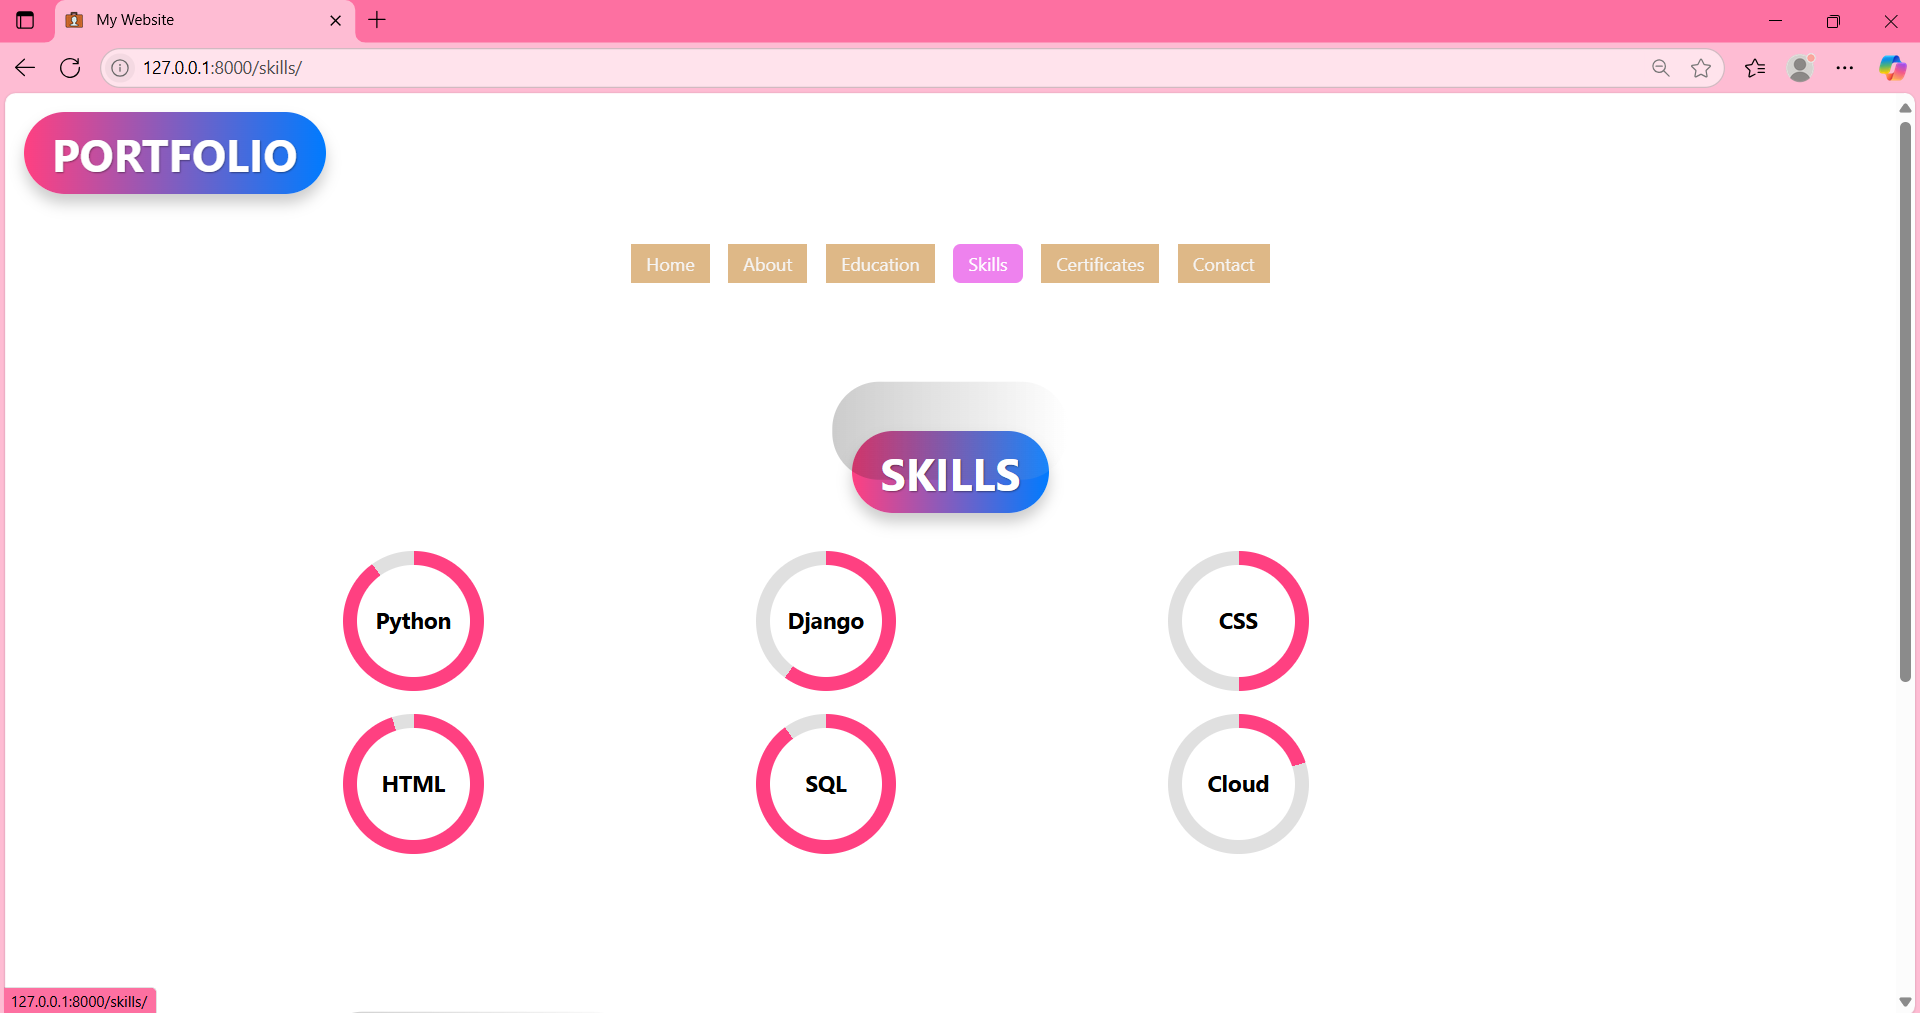 My Website
127.0.0.1:8000/skills/
PORTFOLIO
Home About Education Skills Certificates Contact
SKILLS
Python Django CSS
HTML SQL Cloud
127.0.0.1:8000/skills/